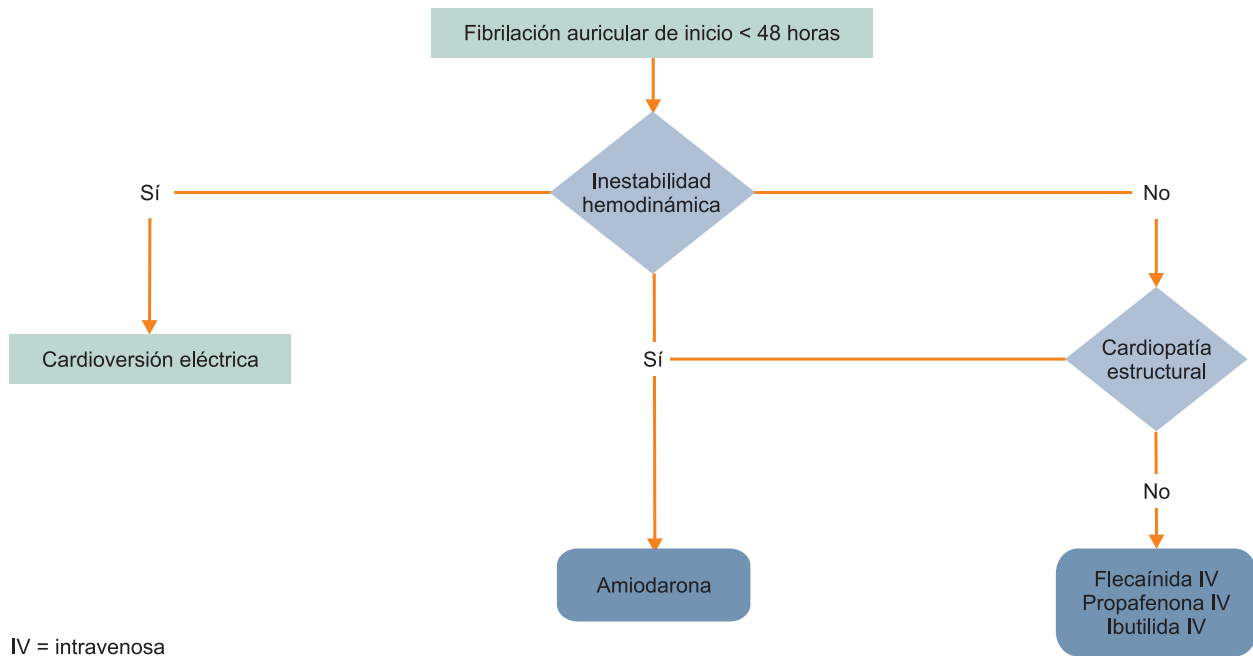 Fibrilación auricular de inicio < 48 horas
Inestabilidad
hemodinámica
Sí
No
Cardioversión eléctrica
Sí
Cardiopatía
estructural
No
Amiodarona
Flecaínida IV
Propafenona IV
Ibutilida IV
IV = intravenosa